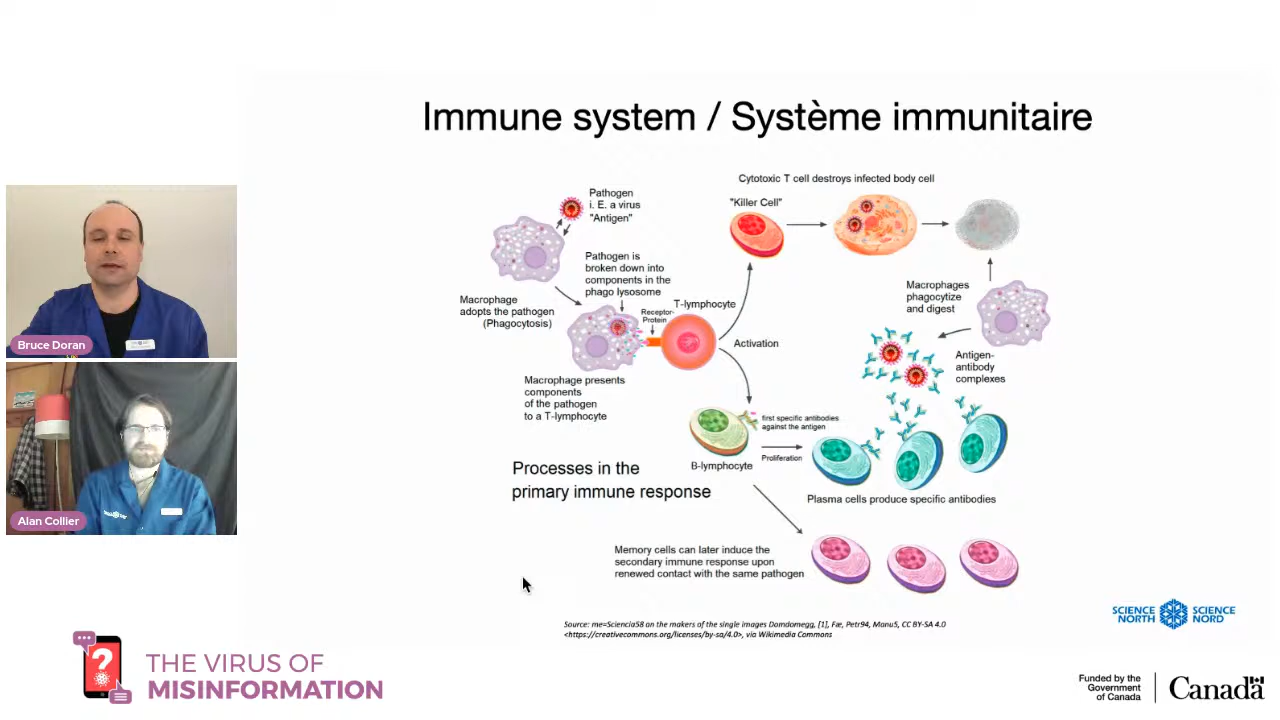 Immune system / Système immunitaire
Cytotoxic T cell destroys infected body cell
Pathogen
i. E. a virus
"Antigen"
"Killer Cell"
Pathogen is
broken down into
components in the
phago lysosome
Macrophage
adopts the pathogen
(Phagocytosis)
Receptor-
Protein
T-lymphocyte
Activation
Macrophages
phagocytize
and digest
Antigen-
antibody
complexes
Macrophage presents
components
of the pathogen
to a T-lymphocyte
first specific antibodies
against the antigen
Proliferation
B-lymphocyte
Plasma cells produce specific antibodies
Processes in the
primary immune response
Memory cells can later induce the
secondary immune response upon
renewed contact with the same pathogen
Source: me=Sciencia58 on the makers of the single images Domdomegg, [1], Fæ, Petr94, Manu5, CC BY-SA 4.0
<https://creativecommons.org/licenses/by-sa/4.0>, via Wikimedia Commons
Bruce Doran
Alan Collier
SCIENCE NORTH
SCIENCE NORD
?
THE VIRUS OF
MISINFORMATION
Funded by the
Government
of Canada
Canada